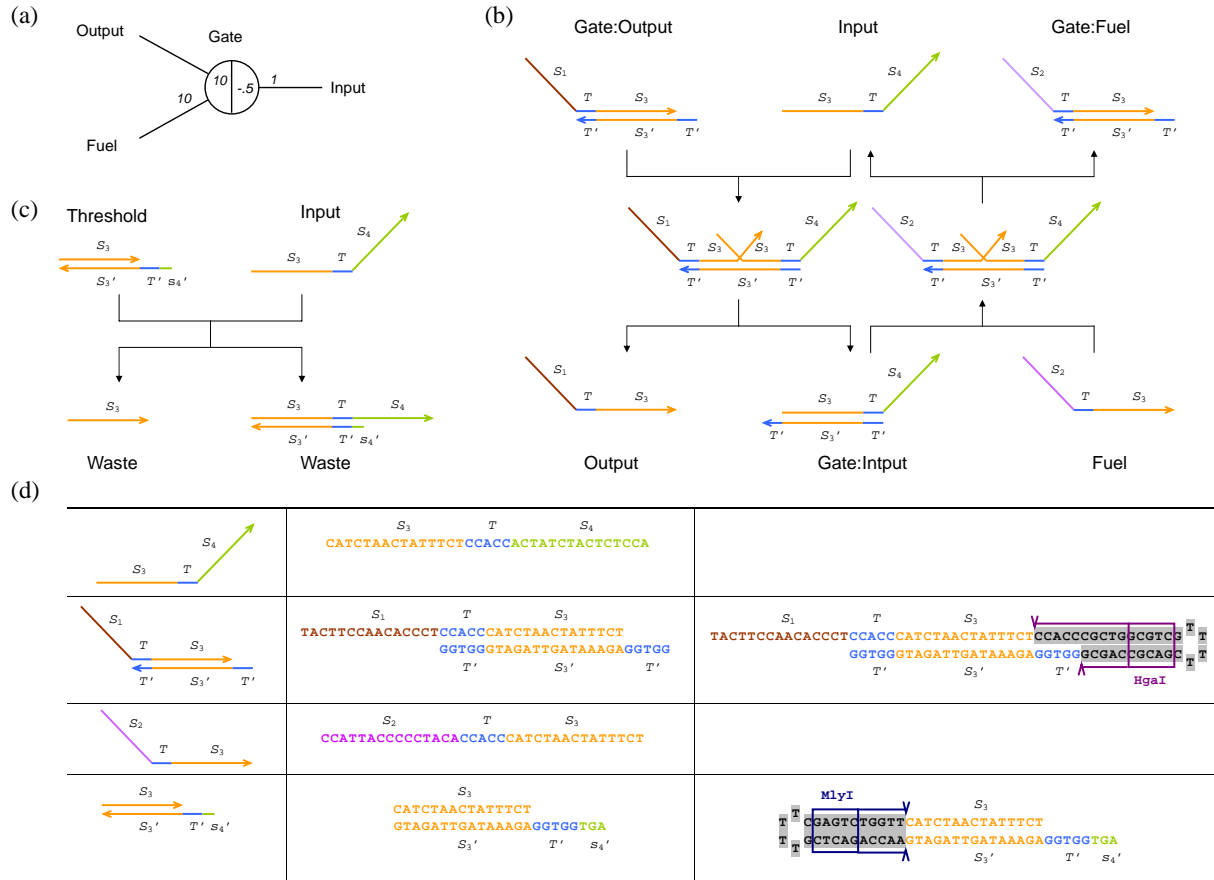 (a)
Output
Gate
10
-.5
1
Input
10
Fuel
(b)
Gate:Output
Input
Gate:Fuel
S1
T
S3
T'
S3'
T'
S3
T
S4
S2
T
S3
T'
S3'
T'
S1
T
S3
S3
T
S4
T'
S3'
T'
S2
T
S3
S3
T
S4
T'
S3'
T'
S1
T
S3
S3
T
S4
T'
S3'
T'
S2
T
S3
Output
Gate:Intput
Fuel
(c)
Threshold
Input
S3
S3'
T'
s4'
S3
T
S4
S3
S3
T
S4
S3'
T'
s4'
Waste
Waste
(d)
S3
T
S4
S3 T S4
CATCTAACTATTTCTCCACCACTATCTACTCTCCA
S1
T
S3
T'
S3'
T'
S1 T S3
TACTTCCAACACCCTCCACCCATCTAACTATTTCT
GGTGGGTAGATTGATAAAGAGGTGG
T' S3' T'
S1 T S3
TACTTCCAACACCCTCCACCCATCTAACTATTTCTCCACCCGCTGGCGTCG
GGTGGGTAGATTGATAAAGAGGTGGGCGACCGCAGC
T
T
T
T
T' S3' T'
HgaI
S2
T
S3
S2 T S3
CCATTACCCCCTACACCACCCATCTAACTATTTCT
S3
S3'
T'
s4'
S3
CATCTAACTATTTCT
GTAGATTGATAAAGAGGTGGTGA
S3' T' s4'
MlyI
S3
T
T
T
T
CGAGTCTGGTTCATCTAACTATTTCT
GCTCAGACCAAGTAGATTGATAAAGAGGTGGTGA
S3' T' s4'